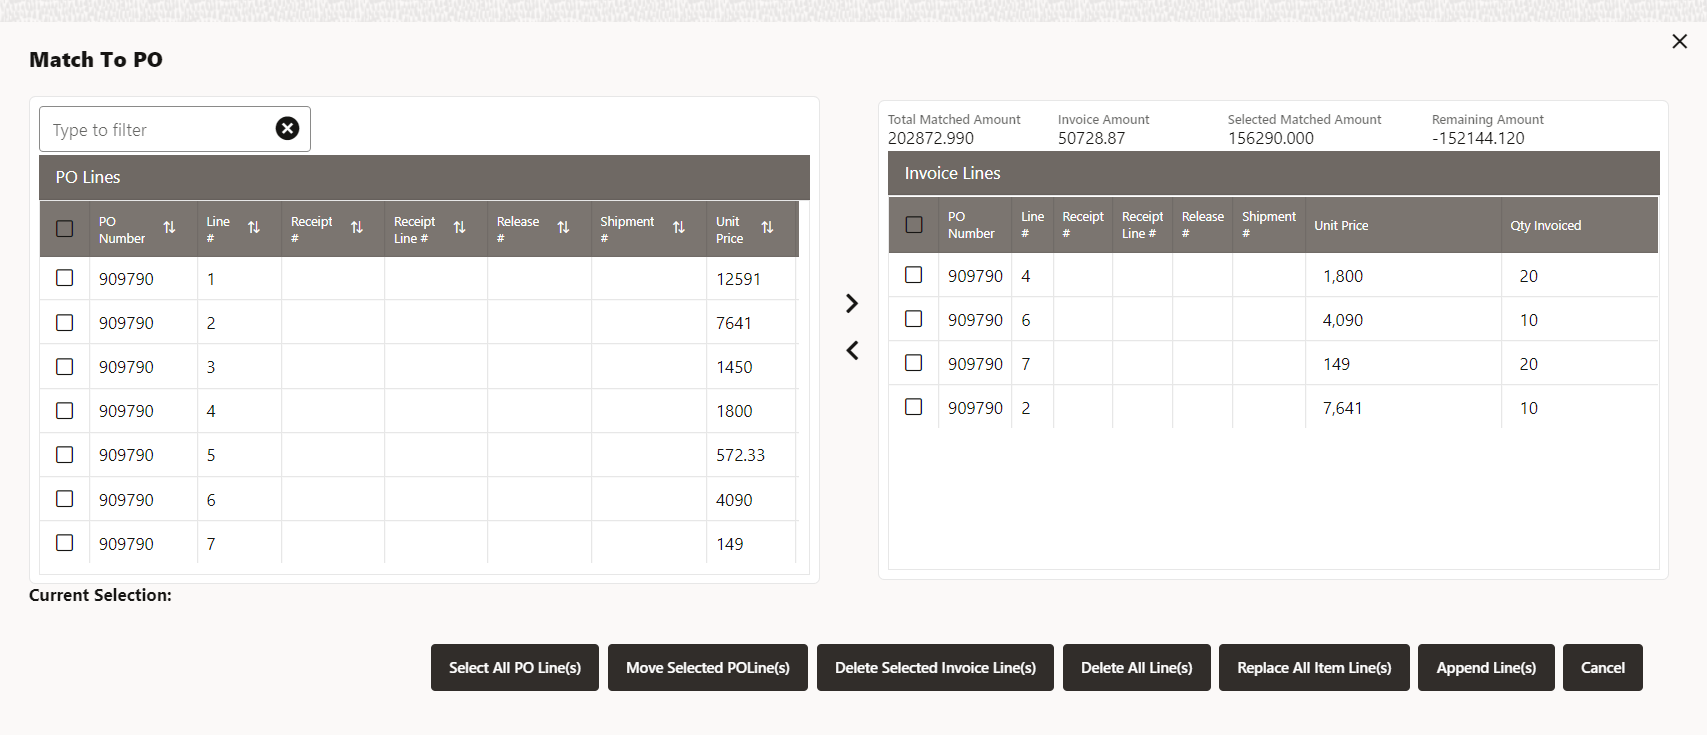 Match To PO
Type to filter
PO Lines
PO Number Line # Receipt # Receipt Line # Release # Shipment # Unit Price
909790 1 12591
909790 2 7641
909790 3 1450
909790 4 1800
909790 5 572.33
909790 6 4090
909790 7 149
Total Matched Amount Invoice Amount Selected Matched Amount Remaining Amount
202872.990 50728.87 156290.000 -152144.120
Invoice Lines
PO Number Line # Receipt # Receipt Line # Release # Shipment # Unit Price Qty Invoiced
909790 4 1,800 20
909790 6 4,090 10
909790 7 149 20
909790 2 7,641 10
Current Selection:
Select All PO Line(s) Move Selected POLine(s) Delete Selected Invoice Line(s) Delete All Line(s) Replace All Item Line(s) Append Line(s) Cancel